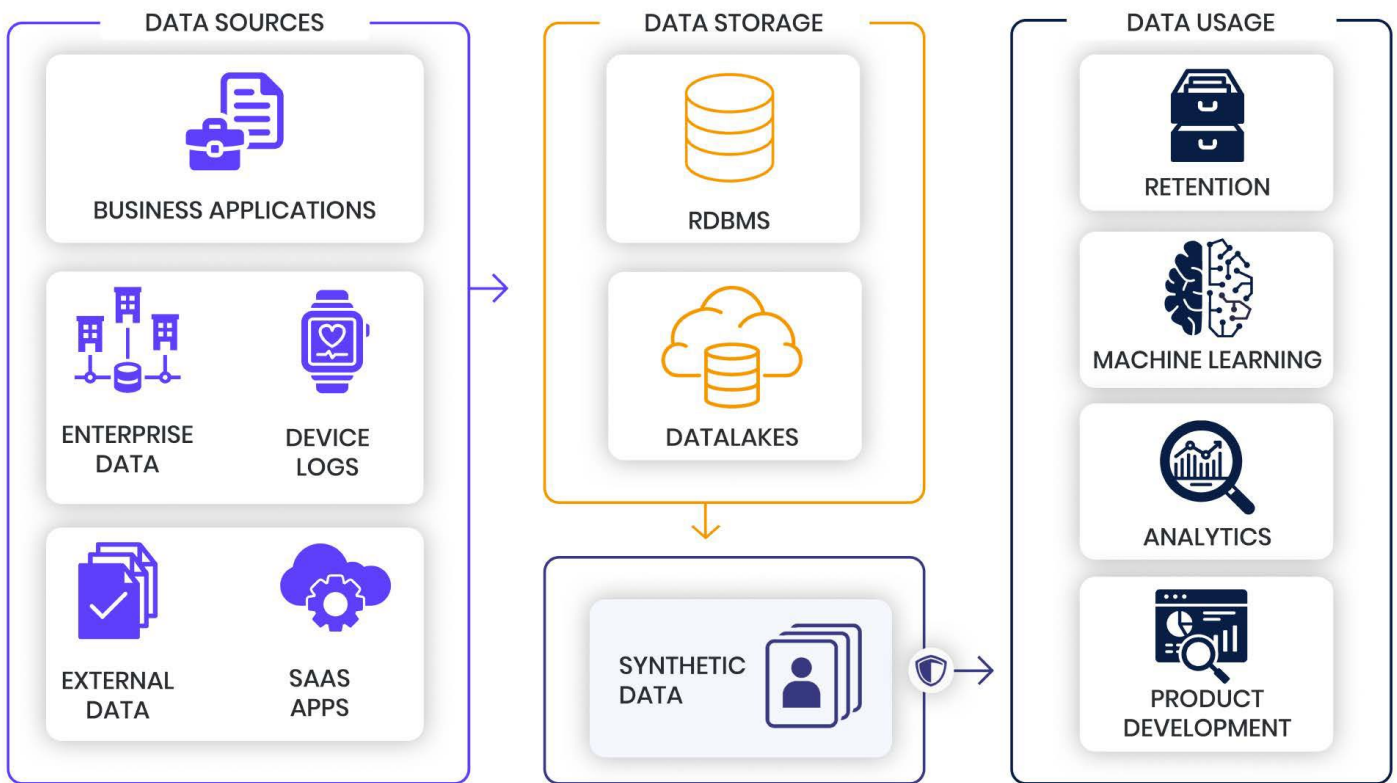 DATA SOURCES
BUSINESS APPLICATIONS
ENTERPRISE
DATA
DEVICE
LOGS
EXTERNAL
DATA
SAAS
APPS
DATA STORAGE
RDBMS
DATALAKES
SYNTHETIC
DATA
DATA USAGE
RETENTION
MACHINE LEARNING
ANALYTICS
PRODUCT
DEVELOPMENT